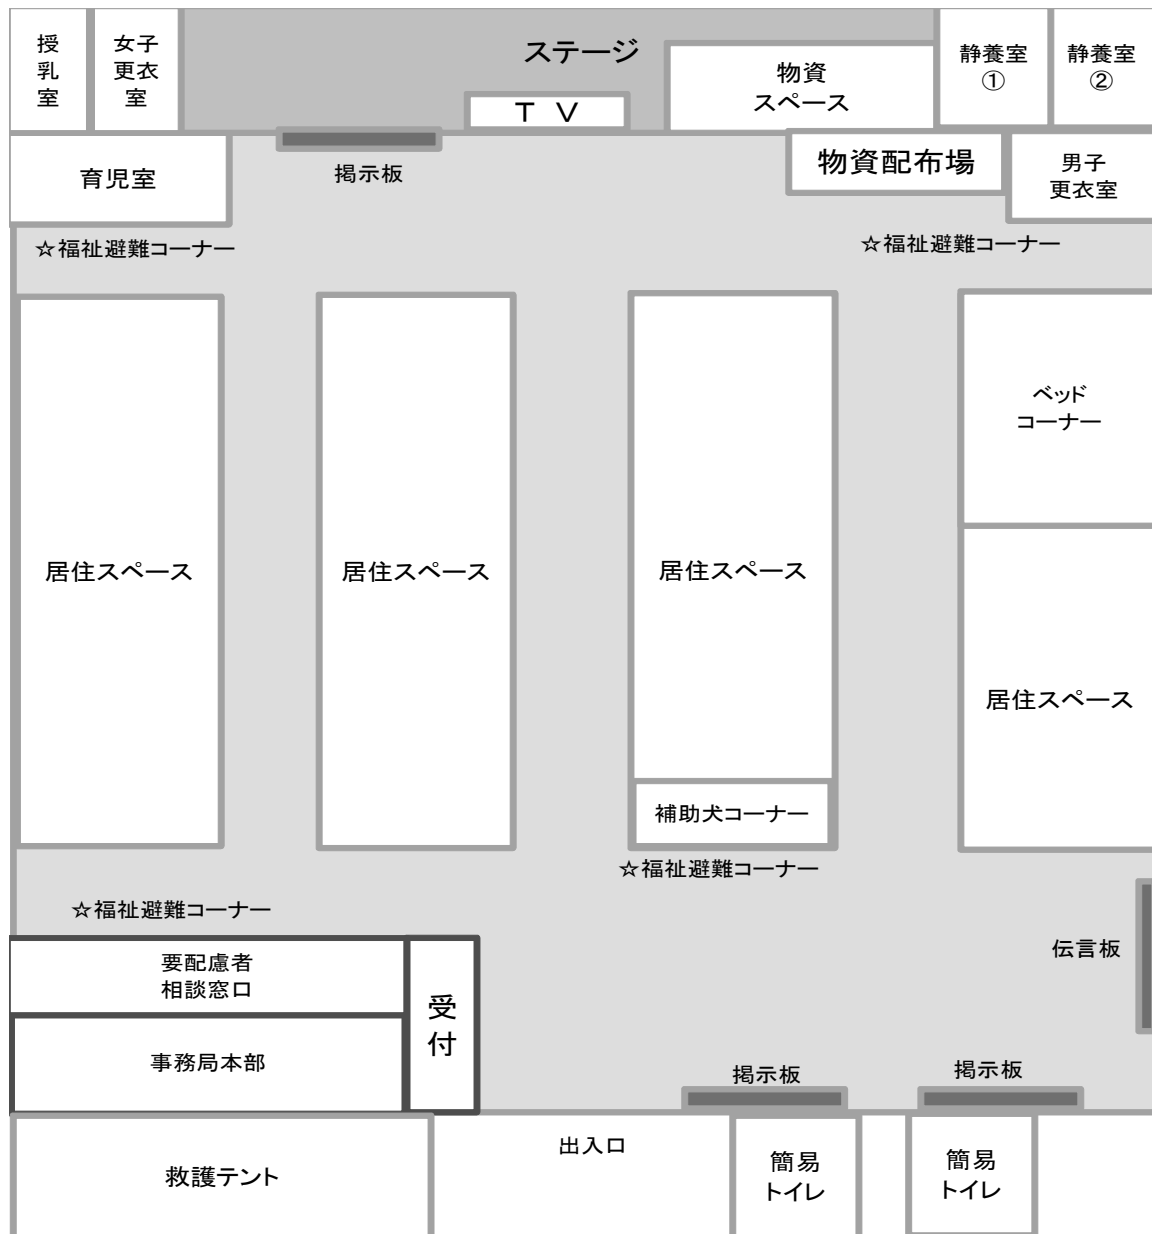 授
乳
室
女子
更衣
室
ステージ
TV
物資
スペース
静養室
①
静養室
②
育児室
掲示板
物資配布場
男子
更衣室
☆福祉避難コーナー
☆福祉避難コーナー
居住スペース
居住スペース
居住スペース
ベッド
コーナー
居住スペース
補助犬コーナー
☆福祉避難コーナー
☆福祉避難コーナー
要配慮者
相談窓口
受
付
事務局本部
伝言板
掲示板
掲示板
救護テント
出入口
簡易
トイレ
簡易
トイレ